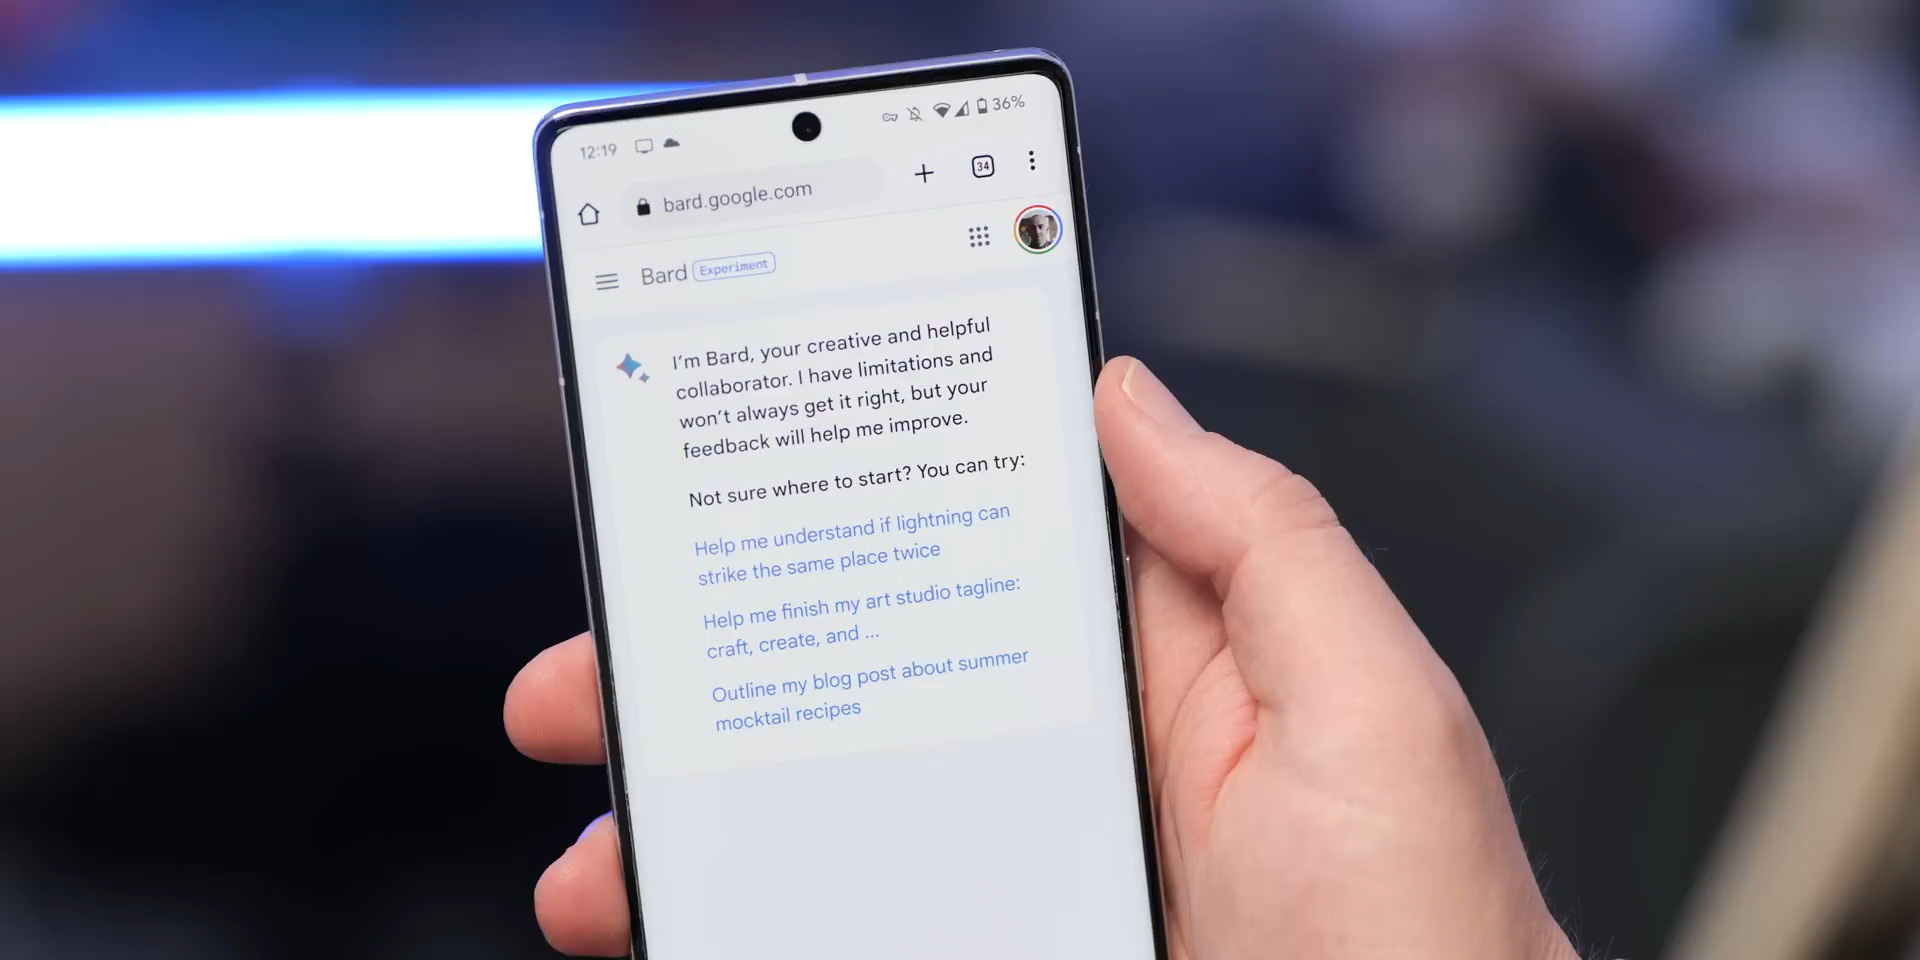 12:19 36%
bard.google.com 34
Bard Experiment
I'm Bard, your creative and helpful
collaborator. I have limitations and
won't always get it right, but your
feedback will help me improve.
Not sure where to start? You can try:
Help me understand if lightning can
strike the same place twice
Help me finish my art studio tagline:
craft, create, and ...
Outline my blog post about summer
mocktail recipes